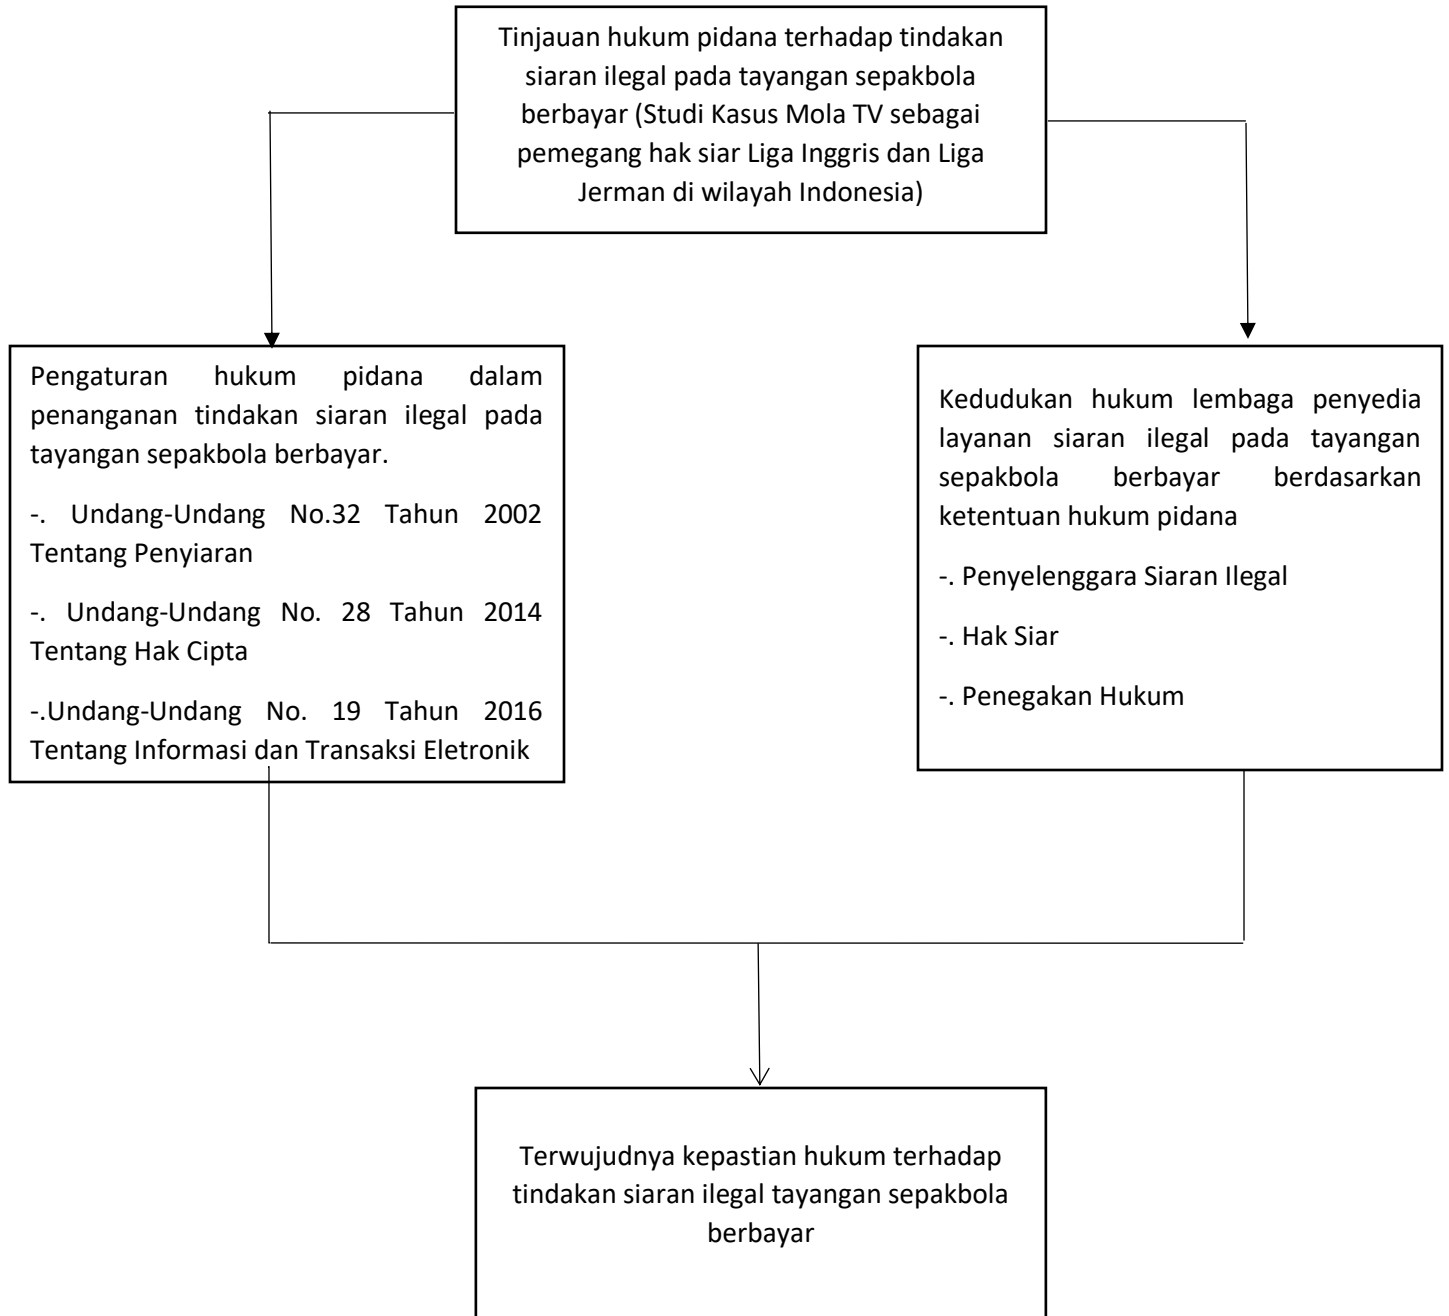 Tinjauan hukum pidana terhadap tindakan
siaran ilegal pada tayangan sepakbola
berbayar (Studi Kasus Mola TV sebagai
pemegang hak siar Liga Inggris dan Liga
Jerman di wilayah Indonesia)
Pengaturan hukum pidana dalam
penanganan tindakan siaran ilegal pada
tayangan sepakbola berbayar.
-. Undang-Undang No.32 Tahun 2002
Tentang Penyiaran
-. Undang-Undang No. 28 Tahun 2014
Tentang Hak Cipta
-.Undang-Undang No. 19 Tahun 2016
Tentang Informasi dan Transaksi Eletronik
Kedudukan hukum lembaga penyedia
layanan siaran ilegal pada tayangan
sepakbola berbayar berdasarkan
ketentuan hukum pidana
-. Penyelenggara Siaran Ilegal
-. Hak Siar
-. Penegakan Hukum
Terwujudnya kepastian hukum terhadap
tindakan siaran ilegal tayangan sepakbola
berbayar